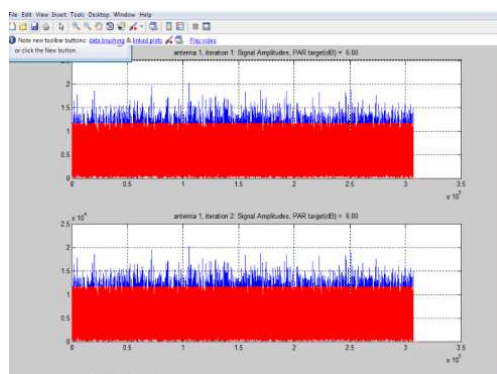 File Edit View Insert Tools Desktop Window Help
Note new toolbar buttons: data brushing & linked plots Play video
or click the New button.
antenna 1, iteration 1: Signal Amplitudes, PAR target(dB) = 6.00
2
1.5
1
0.5
0
0 0.5 1 1.5 2 2.5 3 3.5
x 10^5
antenna 1, iteration 2: Signal Amplitudes, PAR target(dB) = 6.00
x 10^4
2.5
2
1.5
1
0.5
0
0 0.5 1 1.5 2 2.5 3 3.5
x 10^5